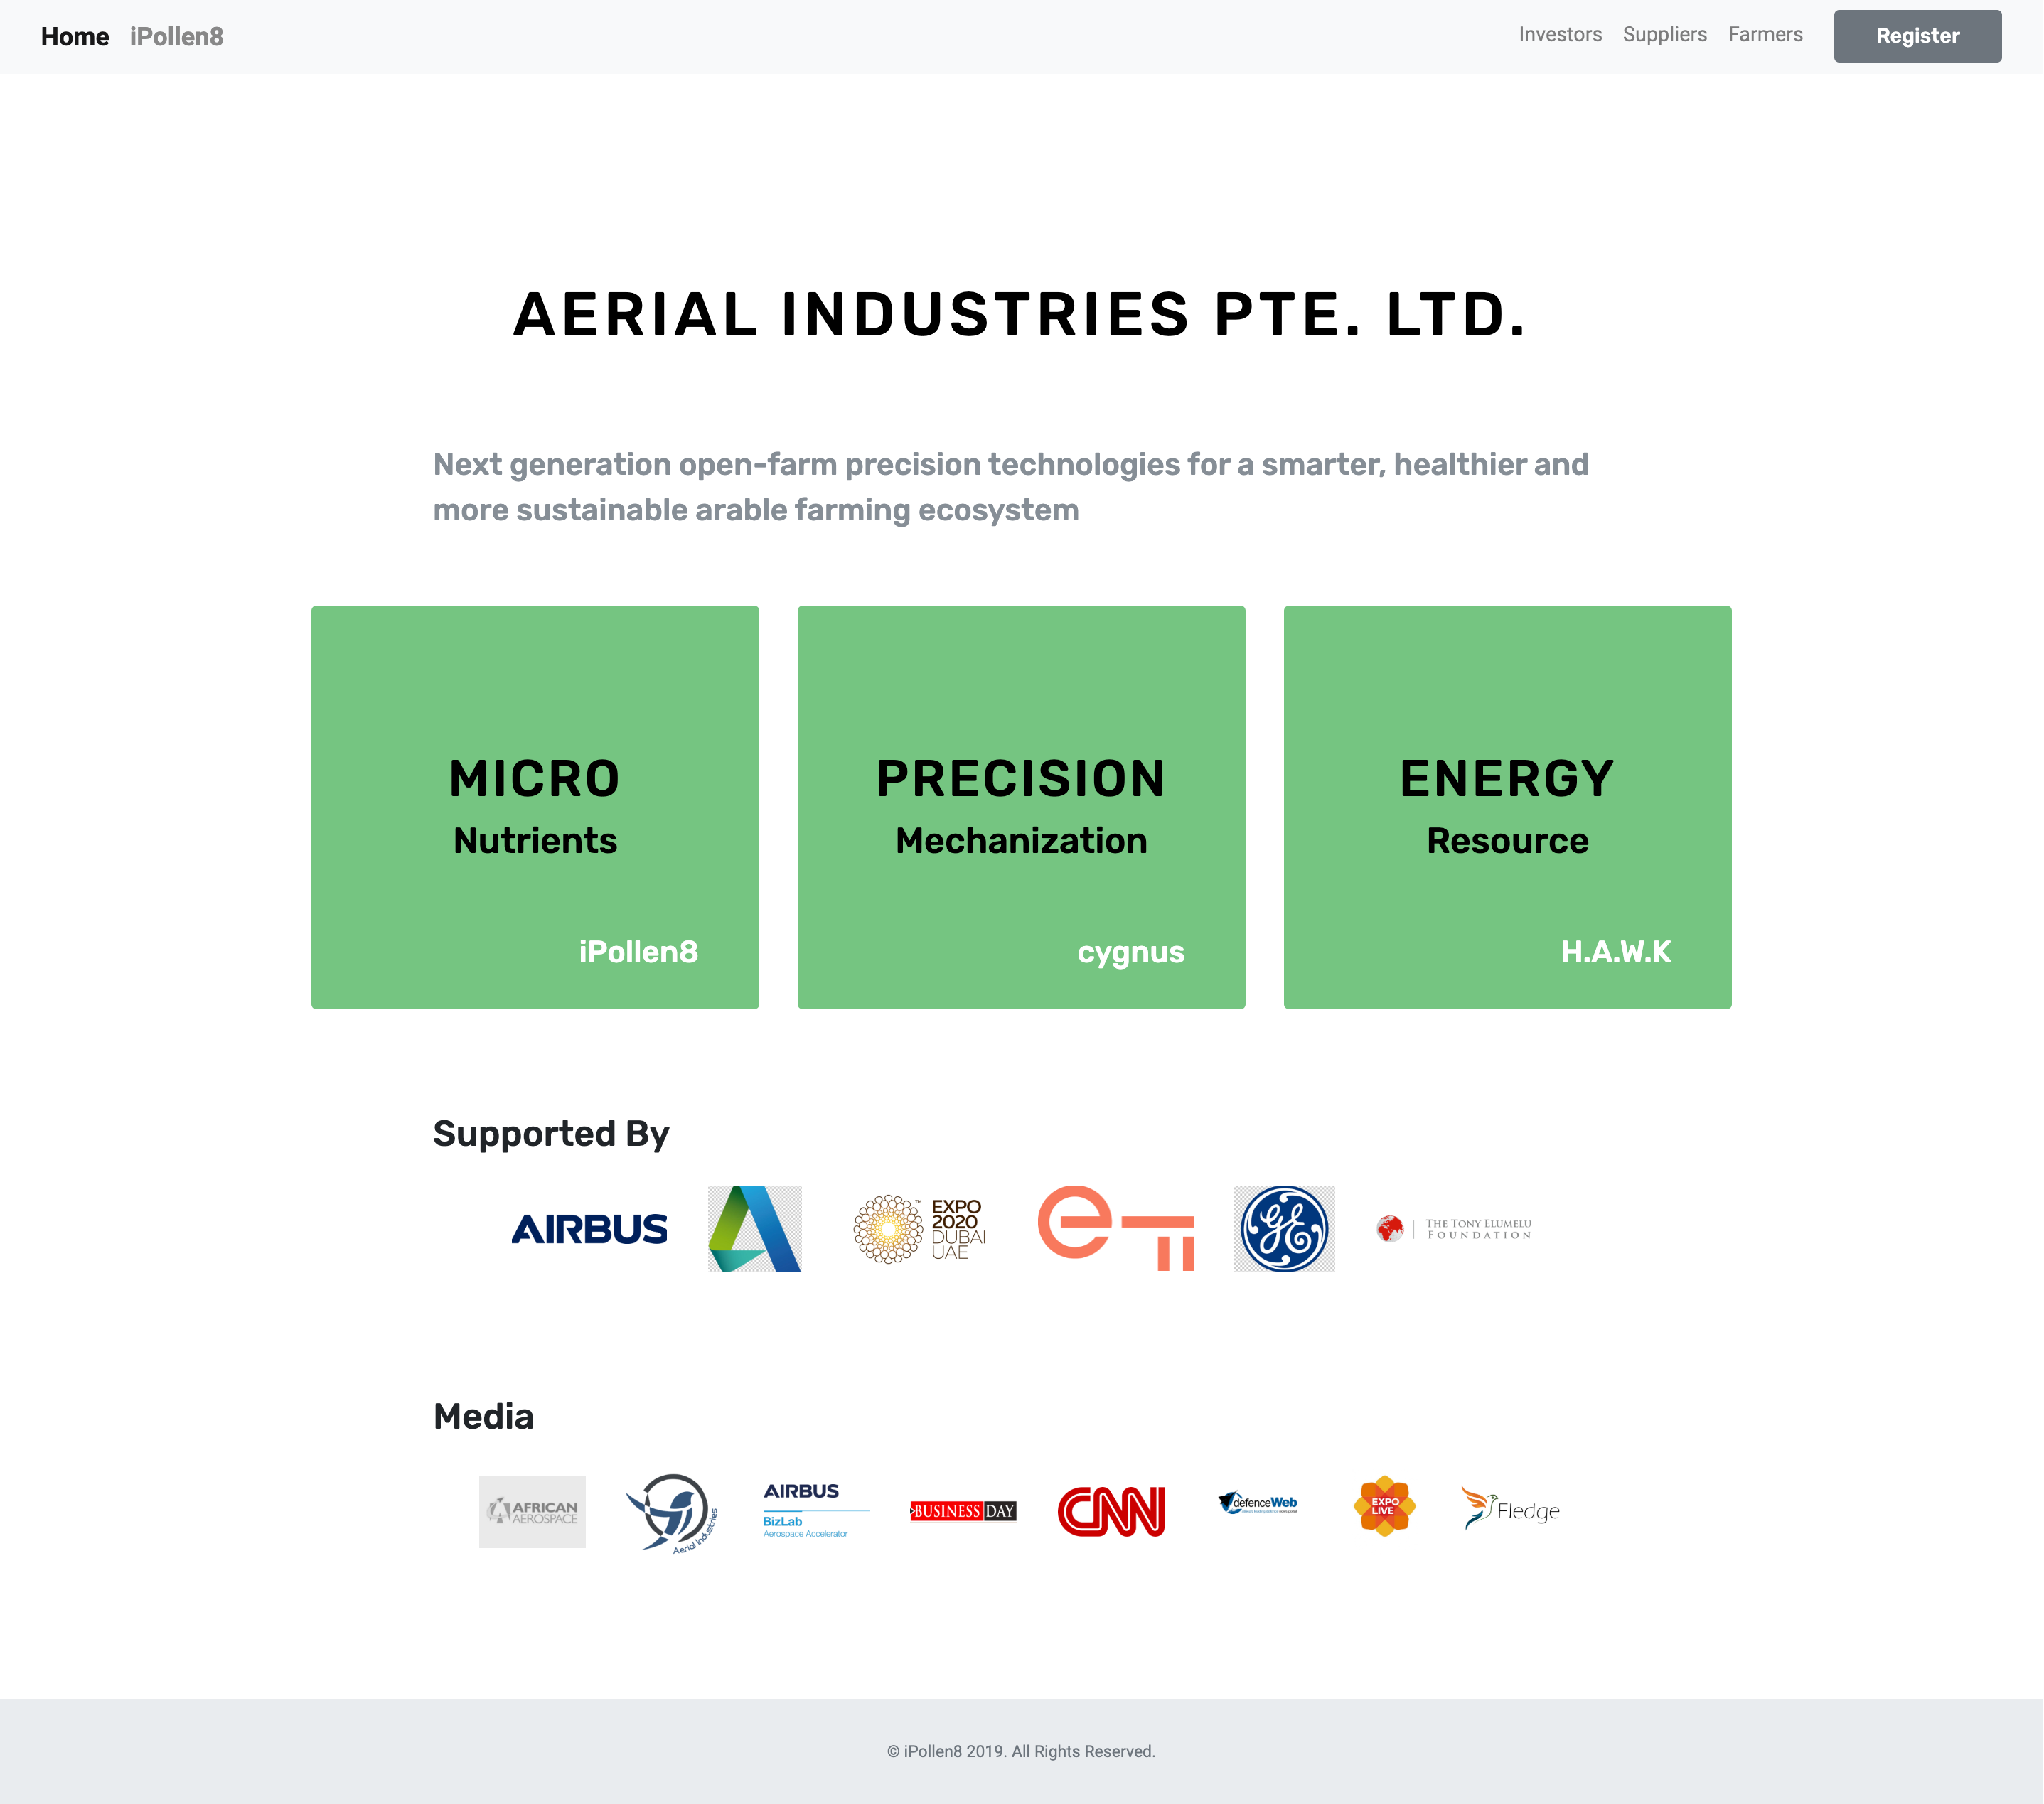 Home iPollen8
Investors Suppliers Farmers Register
AERIAL INDUSTRIES PTE. LTD.
Next generation open-farm precision technologies for a smarter, healthier and
more sustainable arable farming ecosystem
MICRO
Nutrients
iPollen8
PRECISION
Mechanization
cygnus
ENERGY
Resource
H.A.W.K
Supported By
AIRBUS
EXPO
2020
DUBAI
UAE
TM
GE
THE TONY ELUMELU
FOUNDATION
Media
AFRICAN
AEROSPACE
Aerial Industries
AIRBUS
BizLab
Aerospace Accelerator
BUSINESS DAY
CNN
defenceWeb
EXPO
LIVE
Fledge
© iPollen8 2019. All Rights Reserved.